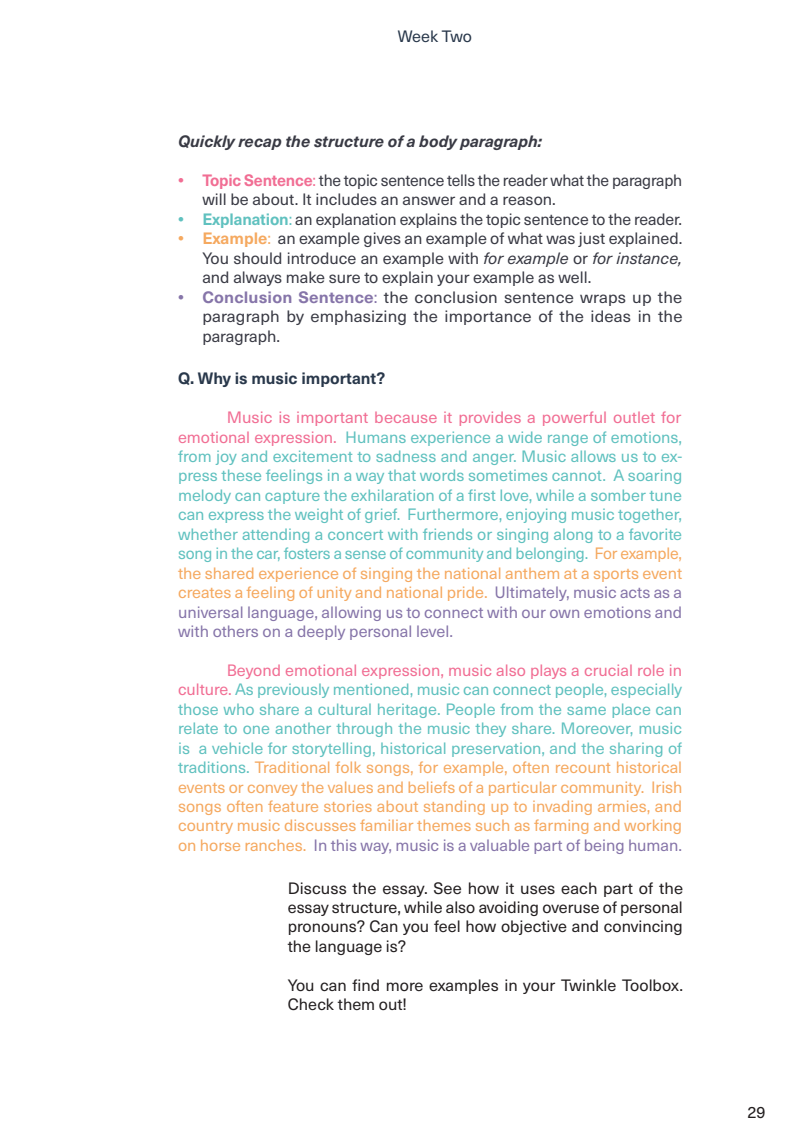 Week Two
Quickly recap the structure of a body paragraph:
• Topic Sentence: the topic sentence tells the reader what the paragraph
will be about. It includes an answer and a reason.
• Explanation: an explanation explains the topic sentence to the reader.
• Example: an example gives an example of what was just explained.
You should introduce an example with for example or for instance,
and always make sure to explain your example as well.
• Conclusion Sentence: the conclusion sentence wraps up the
paragraph by emphasizing the importance of the ideas in the
paragraph.
Q. Why is music important?
Music is important because it provides a powerful outlet for
emotional expression. Humans experience a wide range of emotions,
from joy and excitement to sadness and anger. Music allows us to ex-
press these feelings in a way that words sometimes cannot. A soaring
melody can capture the exhilaration of a first love, while a somber tune
can express the weight of grief. Furthermore, enjoying music together,
whether attending a concert with friends or singing along to a favorite
song in the car, fosters a sense of community and belonging. For example,
the shared experience of singing the national anthem at a sports event
creates a feeling of unity and national pride. Ultimately, music acts as a
universal language, allowing us to connect with our own emotions and
with others on a deeply personal level.
Beyond emotional expression, music also plays a crucial role in
culture. As previously mentioned, music can connect people, especially
those who share a cultural heritage. People from the same place can
relate to one another through the music they share. Moreover, music
is a vehicle for storytelling, historical preservation, and the sharing of
traditions. Traditional folk songs, for example, often recount historical
events or convey the values and beliefs of a particular community. Irish
songs often feature stories about standing up to invading armies, and
country music discusses familiar themes such as farming and working
on horse ranches. In this way, music is a valuable part of being human.
Discuss the essay. See how it uses each part of the
essay structure, while also avoiding overuse of personal
pronouns? Can you feel how objective and convincing
the language is?
You can find more examples in your Twinkle Toolbox.
Check them out!
29